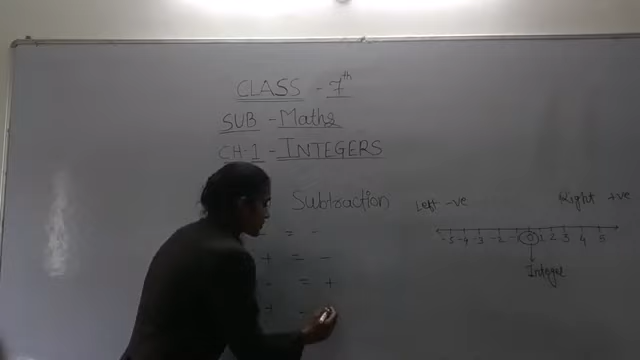 CLASS - 7th
SUB - Maths
CH-1 - INTEGERS
Subtraction
Left -ve
Right +ve
= -
+ = -
- = +
+ -
-5 -4 -3 -2 -1 0 1 2 3 4 5
Integer